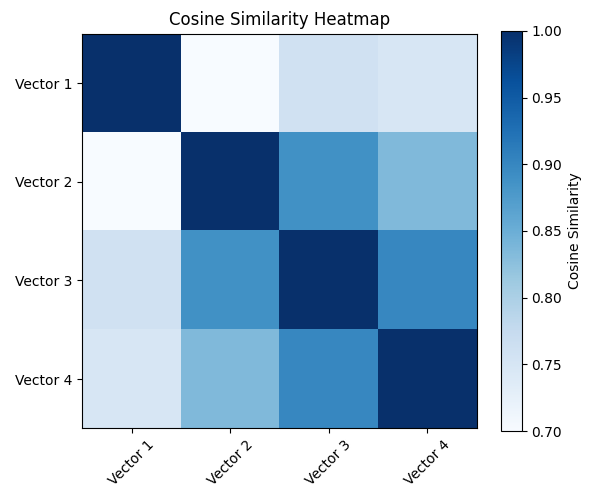 Cosine Similarity Heatmap
Vector 1
Vector 2
Vector 3
Vector 4
Vector 1
Vector 2
Vector 3
Vector 4
1.00
0.95
0.90
0.85
0.80
0.75
0.70
Cosine Similarity